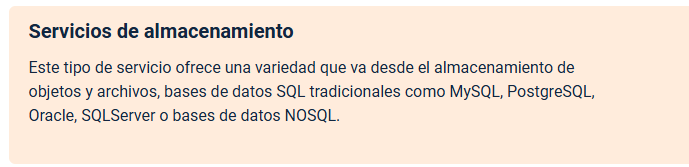 Servicios de almacenamiento
Este tipo de servicio ofrece una variedad que va desde el almacenamiento de
objetos y archivos, bases de datos SQL tradicionales como MySQL, PostgreSQL,
Oracle, SQLServer o bases de datos NOSQL.